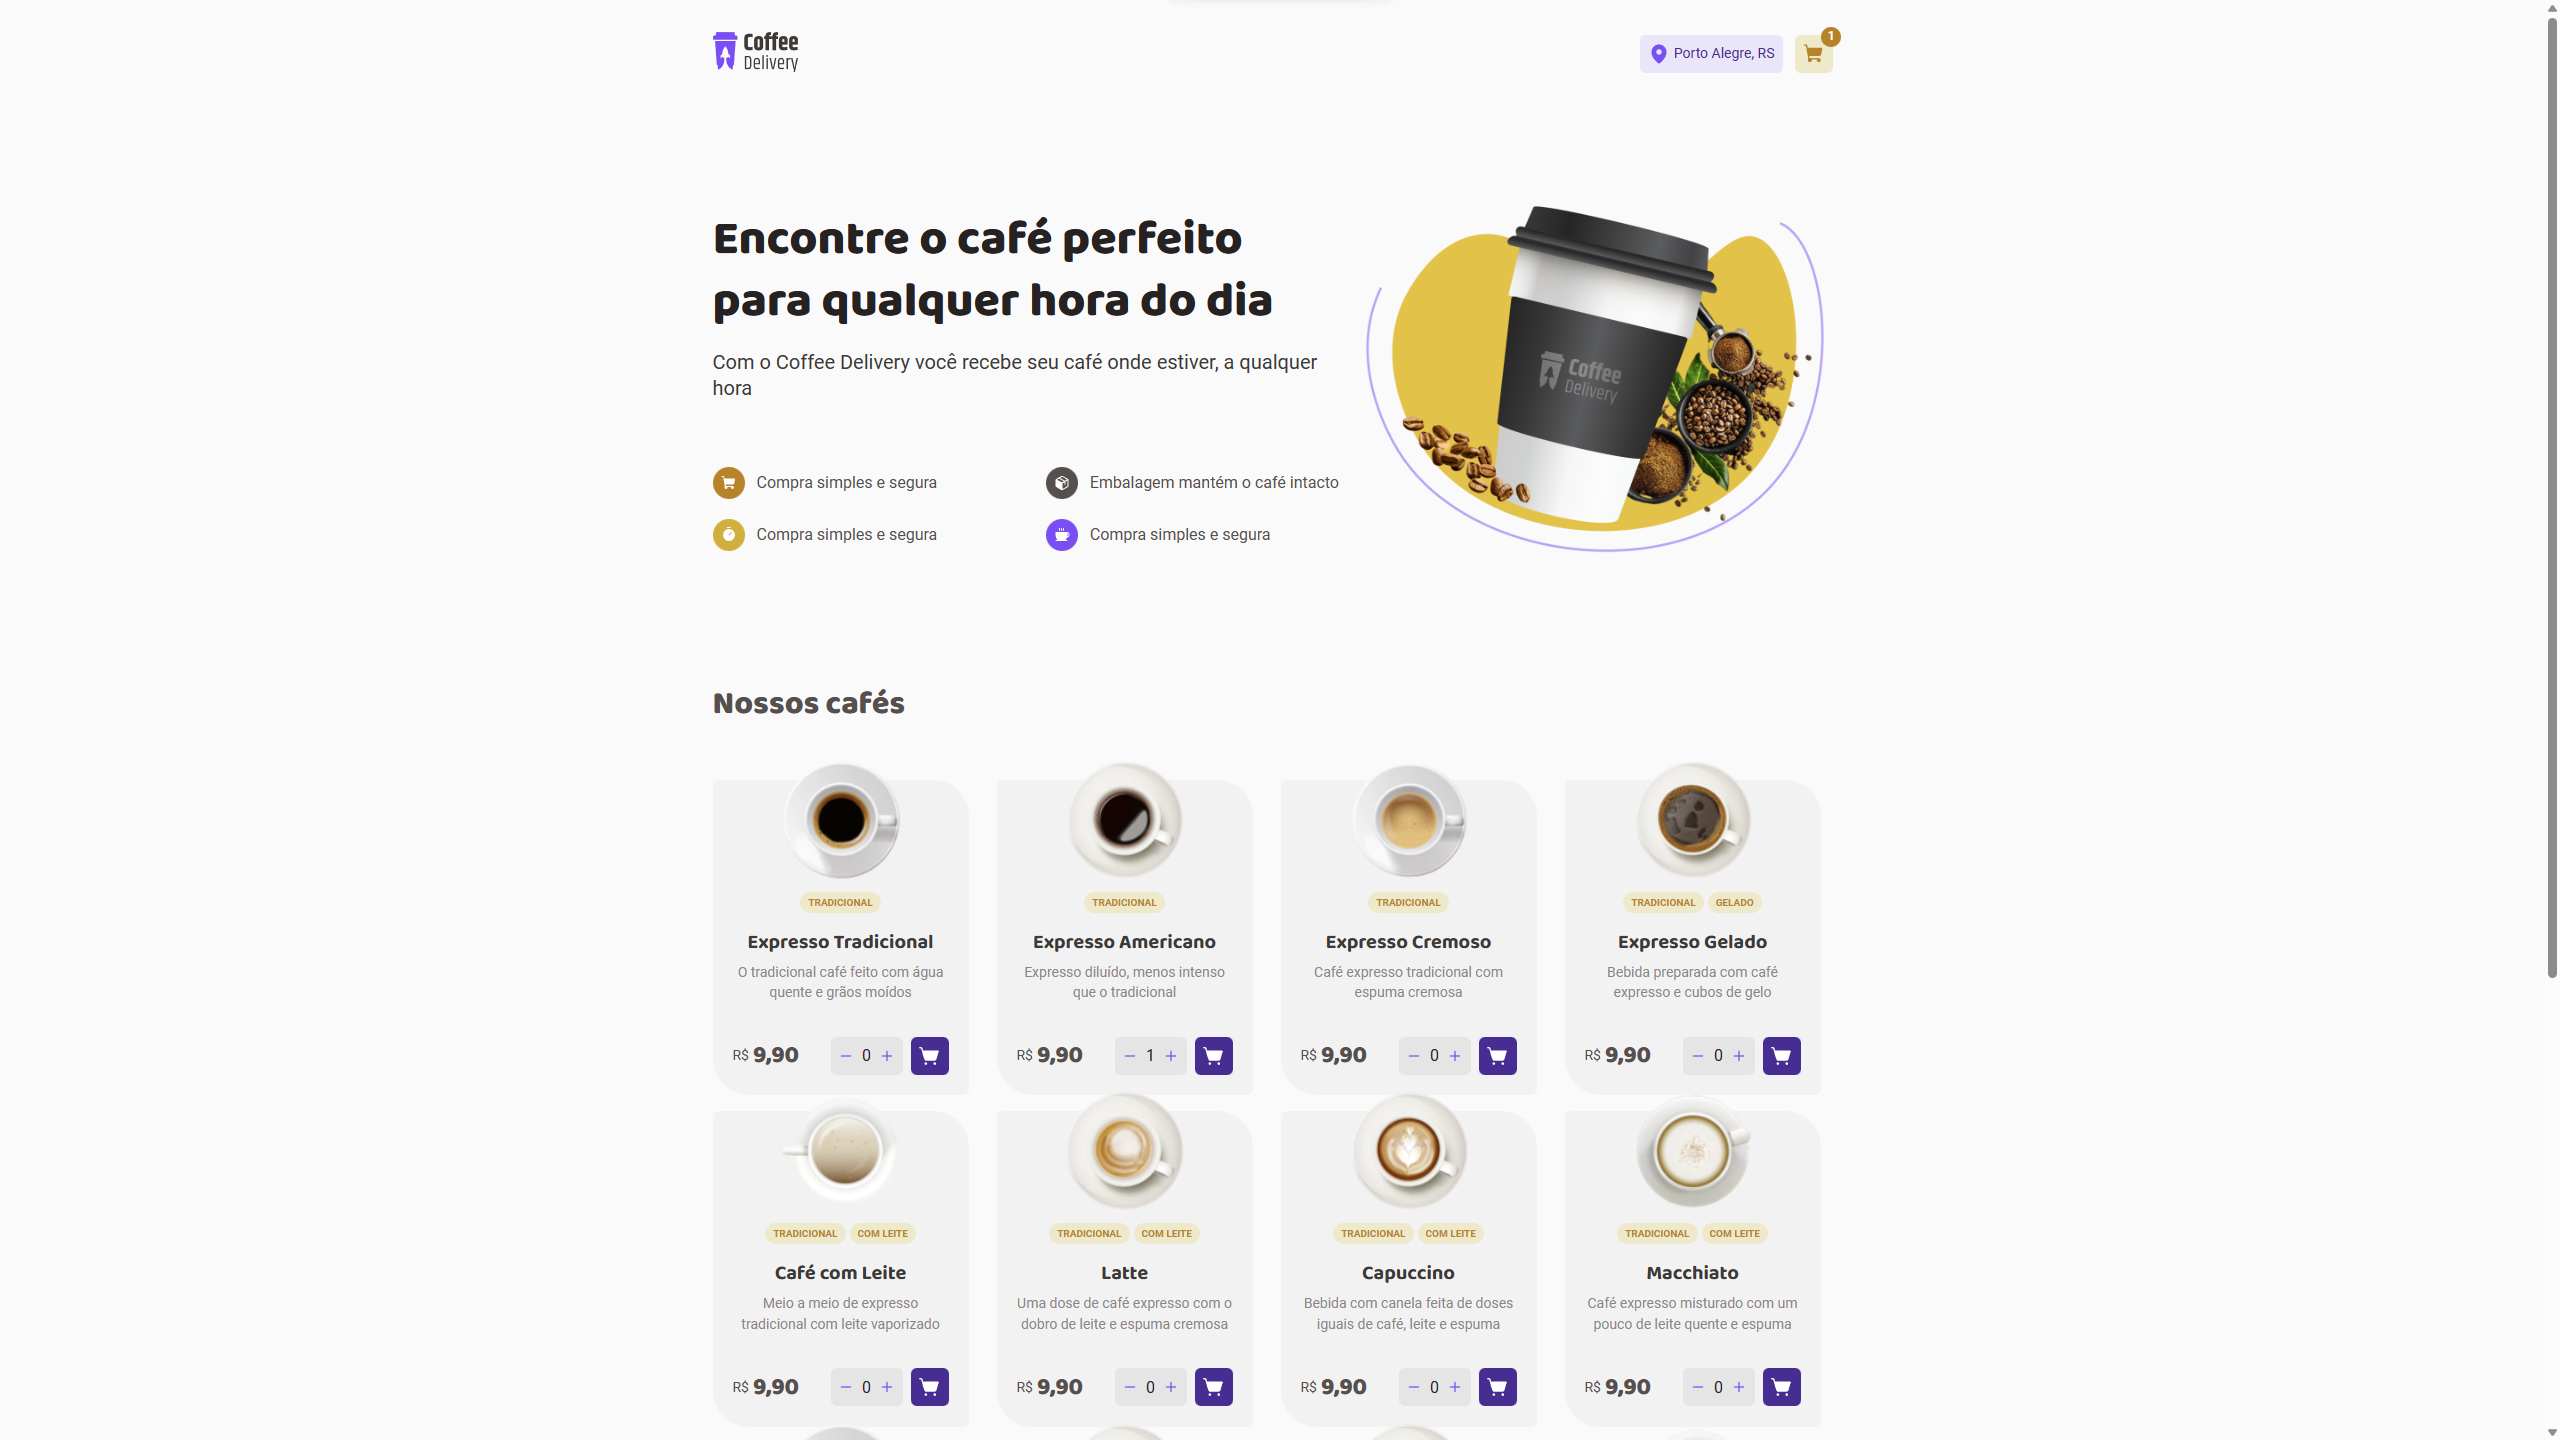 Coffee
Delivery
Porto Alegre, RS
1
Encontre o café perfeito
para qualquer hora do dia
Com o Coffee Delivery você recebe seu café onde estiver, a qualquer
hora
Coffee
Delivery
Compra simples e segura
Embalagem mantém o café intacto
Compra simples e segura
Compra simples e segura
Nossos cafés
TRADICIONAL
Expresso Tradicional
O tradicional café feito com água
quente e grãos moídos
R$ 9,90
0
TRADICIONAL
Expresso Americano
Expresso diluído, menos intenso
que o tradicional
R$ 9,90
1
TRADICIONAL
Expresso Cremoso
Café expresso tradicional com
espuma cremosa
R$ 9,90
0
TRADICIONAL GELADO
Expresso Gelado
Bebida preparada com café
expresso e cubos de gelo
R$ 9,90
0
TRADICIONAL COM LEITE
Café com Leite
Meio a meio de expresso
tradicional com leite vaporizado
R$ 9,90
0
TRADICIONAL COM LEITE
Latte
Uma dose de café expresso com o
dobro de leite e espuma cremosa
R$ 9,90
0
TRADICIONAL COM LEITE
Capuccino
Bebida com canela feita de doses
iguais de café, leite e espuma
R$ 9,90
0
TRADICIONAL COM LEITE
Macchiato
Café expresso misturado com um
pouco de leite quente e espuma
R$ 9,90
0